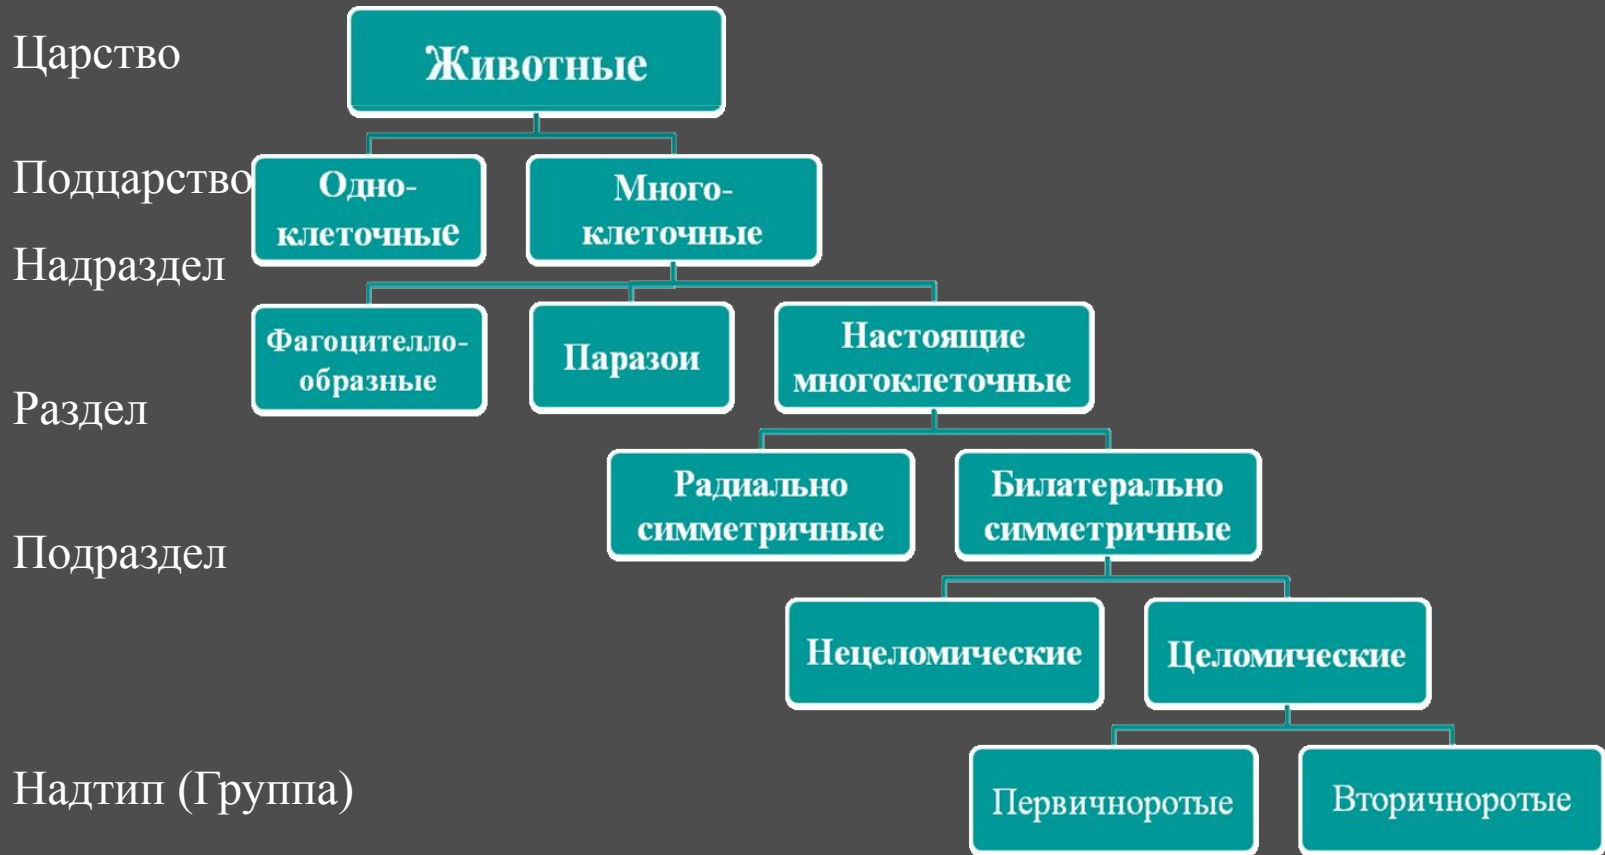 Царство
Животные
Подцарство
Одно-
клеточные
Много-
клеточные
Надраздел
Фагоцителло-
образные
Паразои
Настоящие
многоклеточные
Раздел
Радиально
симметричные
Билатерально
симметричные
Подраздел
Нецеломические
Целомические
Надтип (Группа)
Первичноротые
Вторичноротые